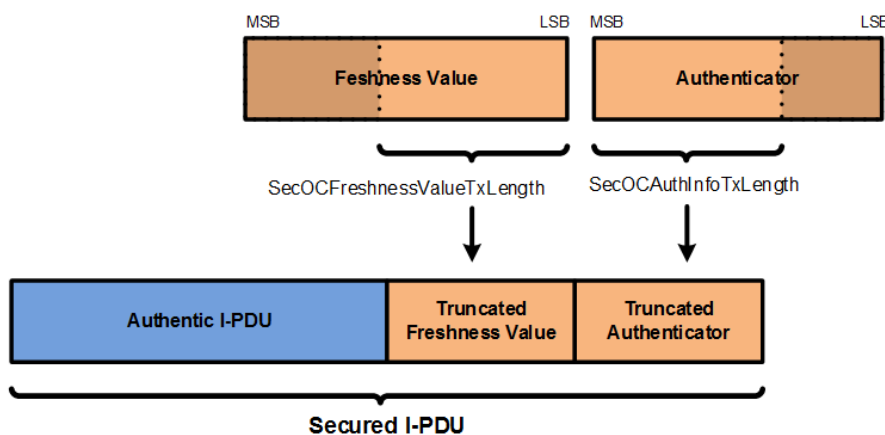 MSB
LSB
MSB
LSB
Feshness Value
Authenticator
SecOCFreshnessValueTxLength
SecOCAuthInfoTxLength
Authentic I-PDU
Truncated
Freshness Value
Truncated
Authenticator
Secured I-PDU